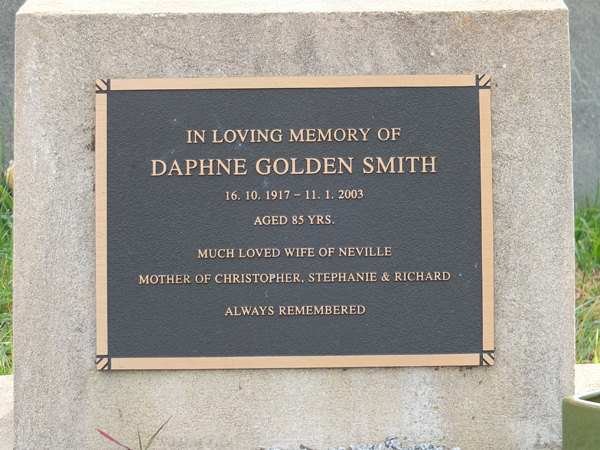 IN LOVING MEMORY OF
DAPHNE GOLDEN SMITH
16. 10. 1917 – 11. 1. 2003
AGED 85 YRS.
MUCH LOVED WIFE OF NEVILLE
MOTHER OF CHRISTOPHER, STEPHANIE & RICHARD
ALWAYS REMEMBERED